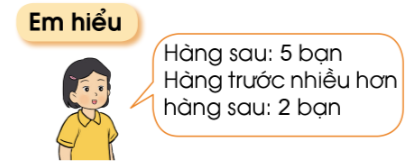 Em hiểu
Hàng sau: 5 bạn
Hàng trước nhiều hơn
hàng sau: 2 bạn